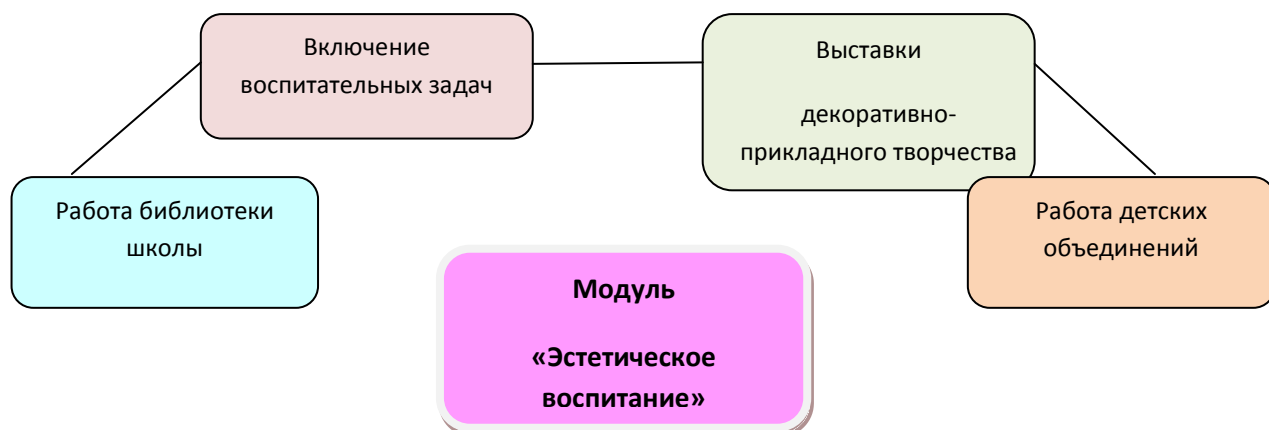 Включение
воспитательных задач
Выставки
декоративно-
прикладного творчества
Работа библиотеки
школы
Работа детских
объединений
Модуль
«Эстетическое
воспитание»